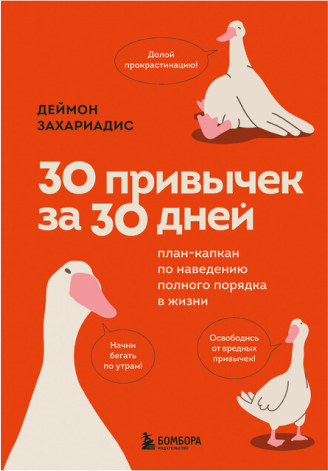 Долой
прокрастинацию!
ДЕЙМОН
ЗАХАРИАДИС
30 привычек
за 30 дней
план-капкан
по наведению
полного порядка
в жизни
Начни
бегать
по утрам!
Освободись
от вредных
привычек!
БОМБОРА
ИЗДАТЕЛЬСТВО